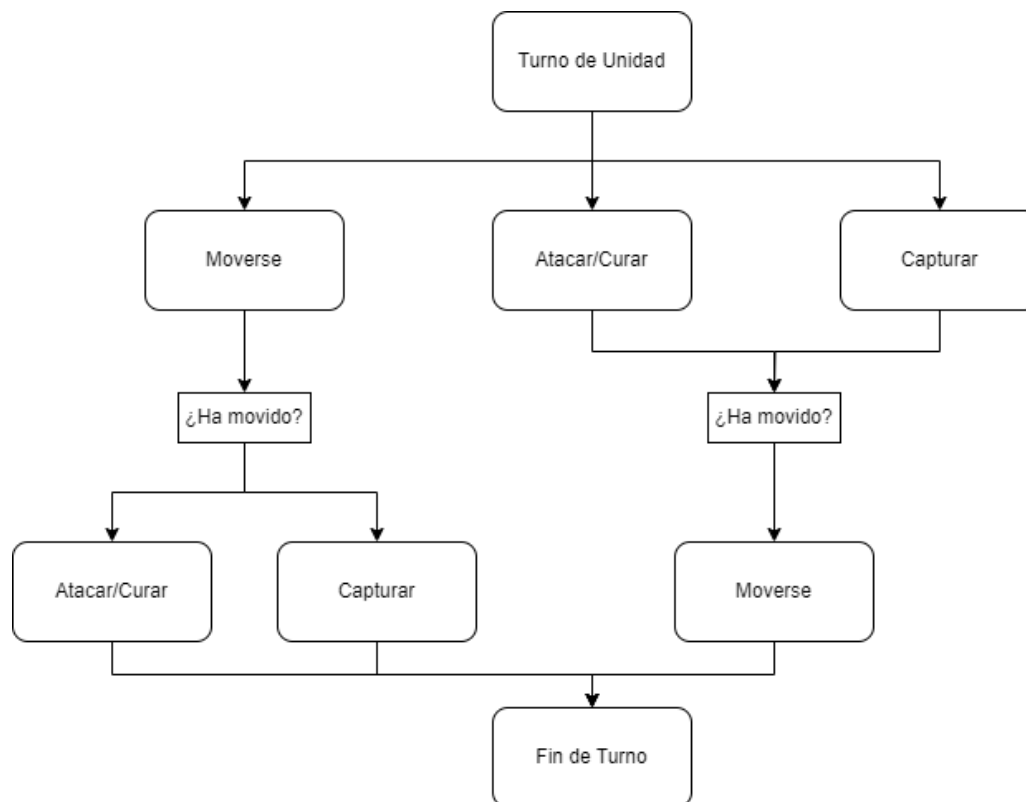 Turno de Unidad
Moverse
Atacar/Curar
Capturar
¿Ha movido?
¿Ha movido?
Atacar/Curar
Capturar
Moverse
Fin de Turno